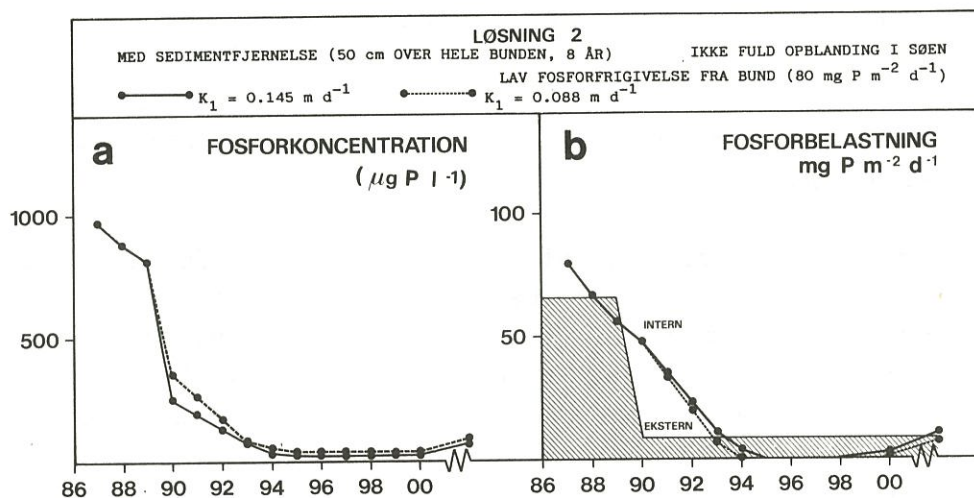 LØSNING 2
MED SEDIMENTFJERNELSE (50 cm OVER HELE BUNDEN, 8 ÅR) IKKE FULD OPBLANDING I SØEN
LAV FOSFORFRIGIVELSE FRA BUND (80 mg P m⁻² d⁻¹)
K₁ = 0.145 m d⁻¹ K₁ = 0.088 m d⁻¹
a FOSFORKONCENTRATION
(µg P l⁻¹)
1000
500
86 88 90 92 94 96 98 00
b FOSFORBELASTNING
mg P m⁻² d⁻¹
100
50
INTERN
EKSTERN
86 88 90 92 94 96 98 00